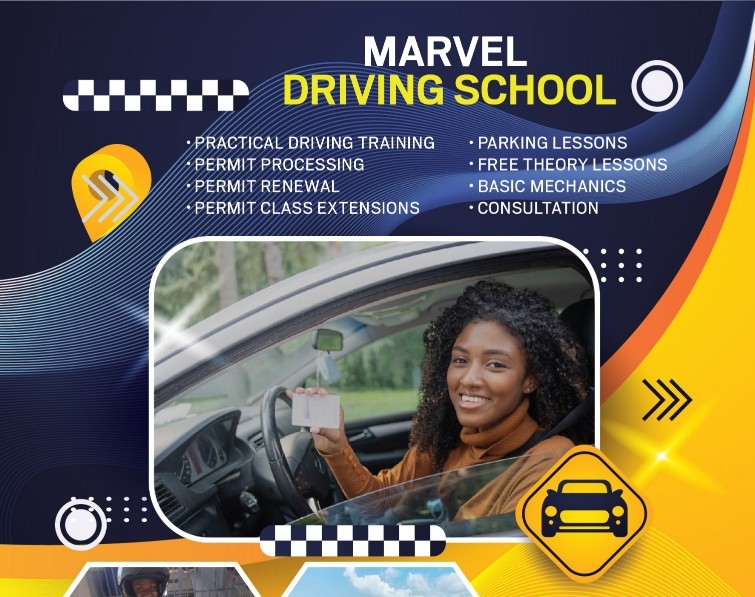 MARVEL
DRIVING SCHOOL
• PRACTICAL DRIVING TRAINING
• PERMIT PROCESSING
• PERMIT RENEWAL
• PERMIT CLASS EXTENSIONS
• PARKING LESSONS
• FREE THEORY LESSONS
• BASIC MECHANICS
• CONSULTATION